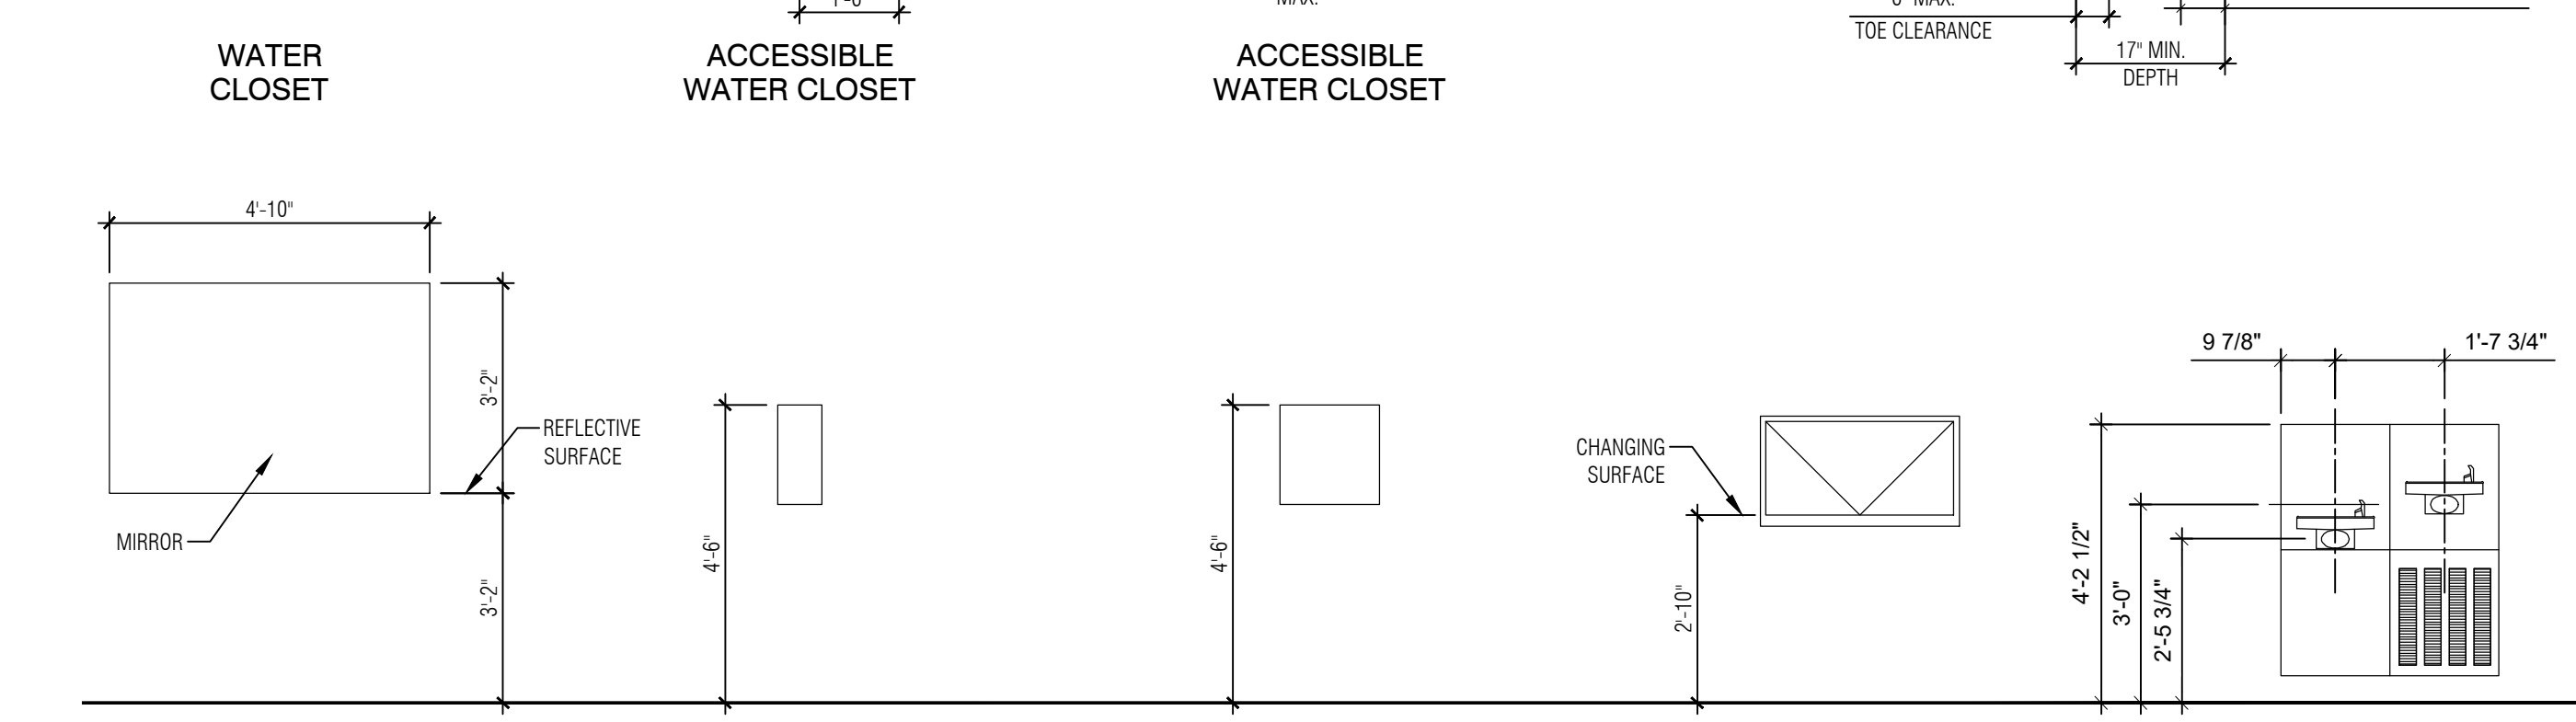 TOE CLEARANCE
17" MIN.
DEPTH
WATER
CLOSET
ACCESSIBLE
WATER CLOSET
ACCESSIBLE
WATER CLOSET
4'-10"
3'-2"
REFLECTIVE
SURFACE
MIRROR
3'-2"
4'-6"
4'-6"
CHANGING
SURFACE
2'-10"
9 7/8"
1'-7 3/4"
4'-2 1/2"
3'-0"
2'-5 3/4"